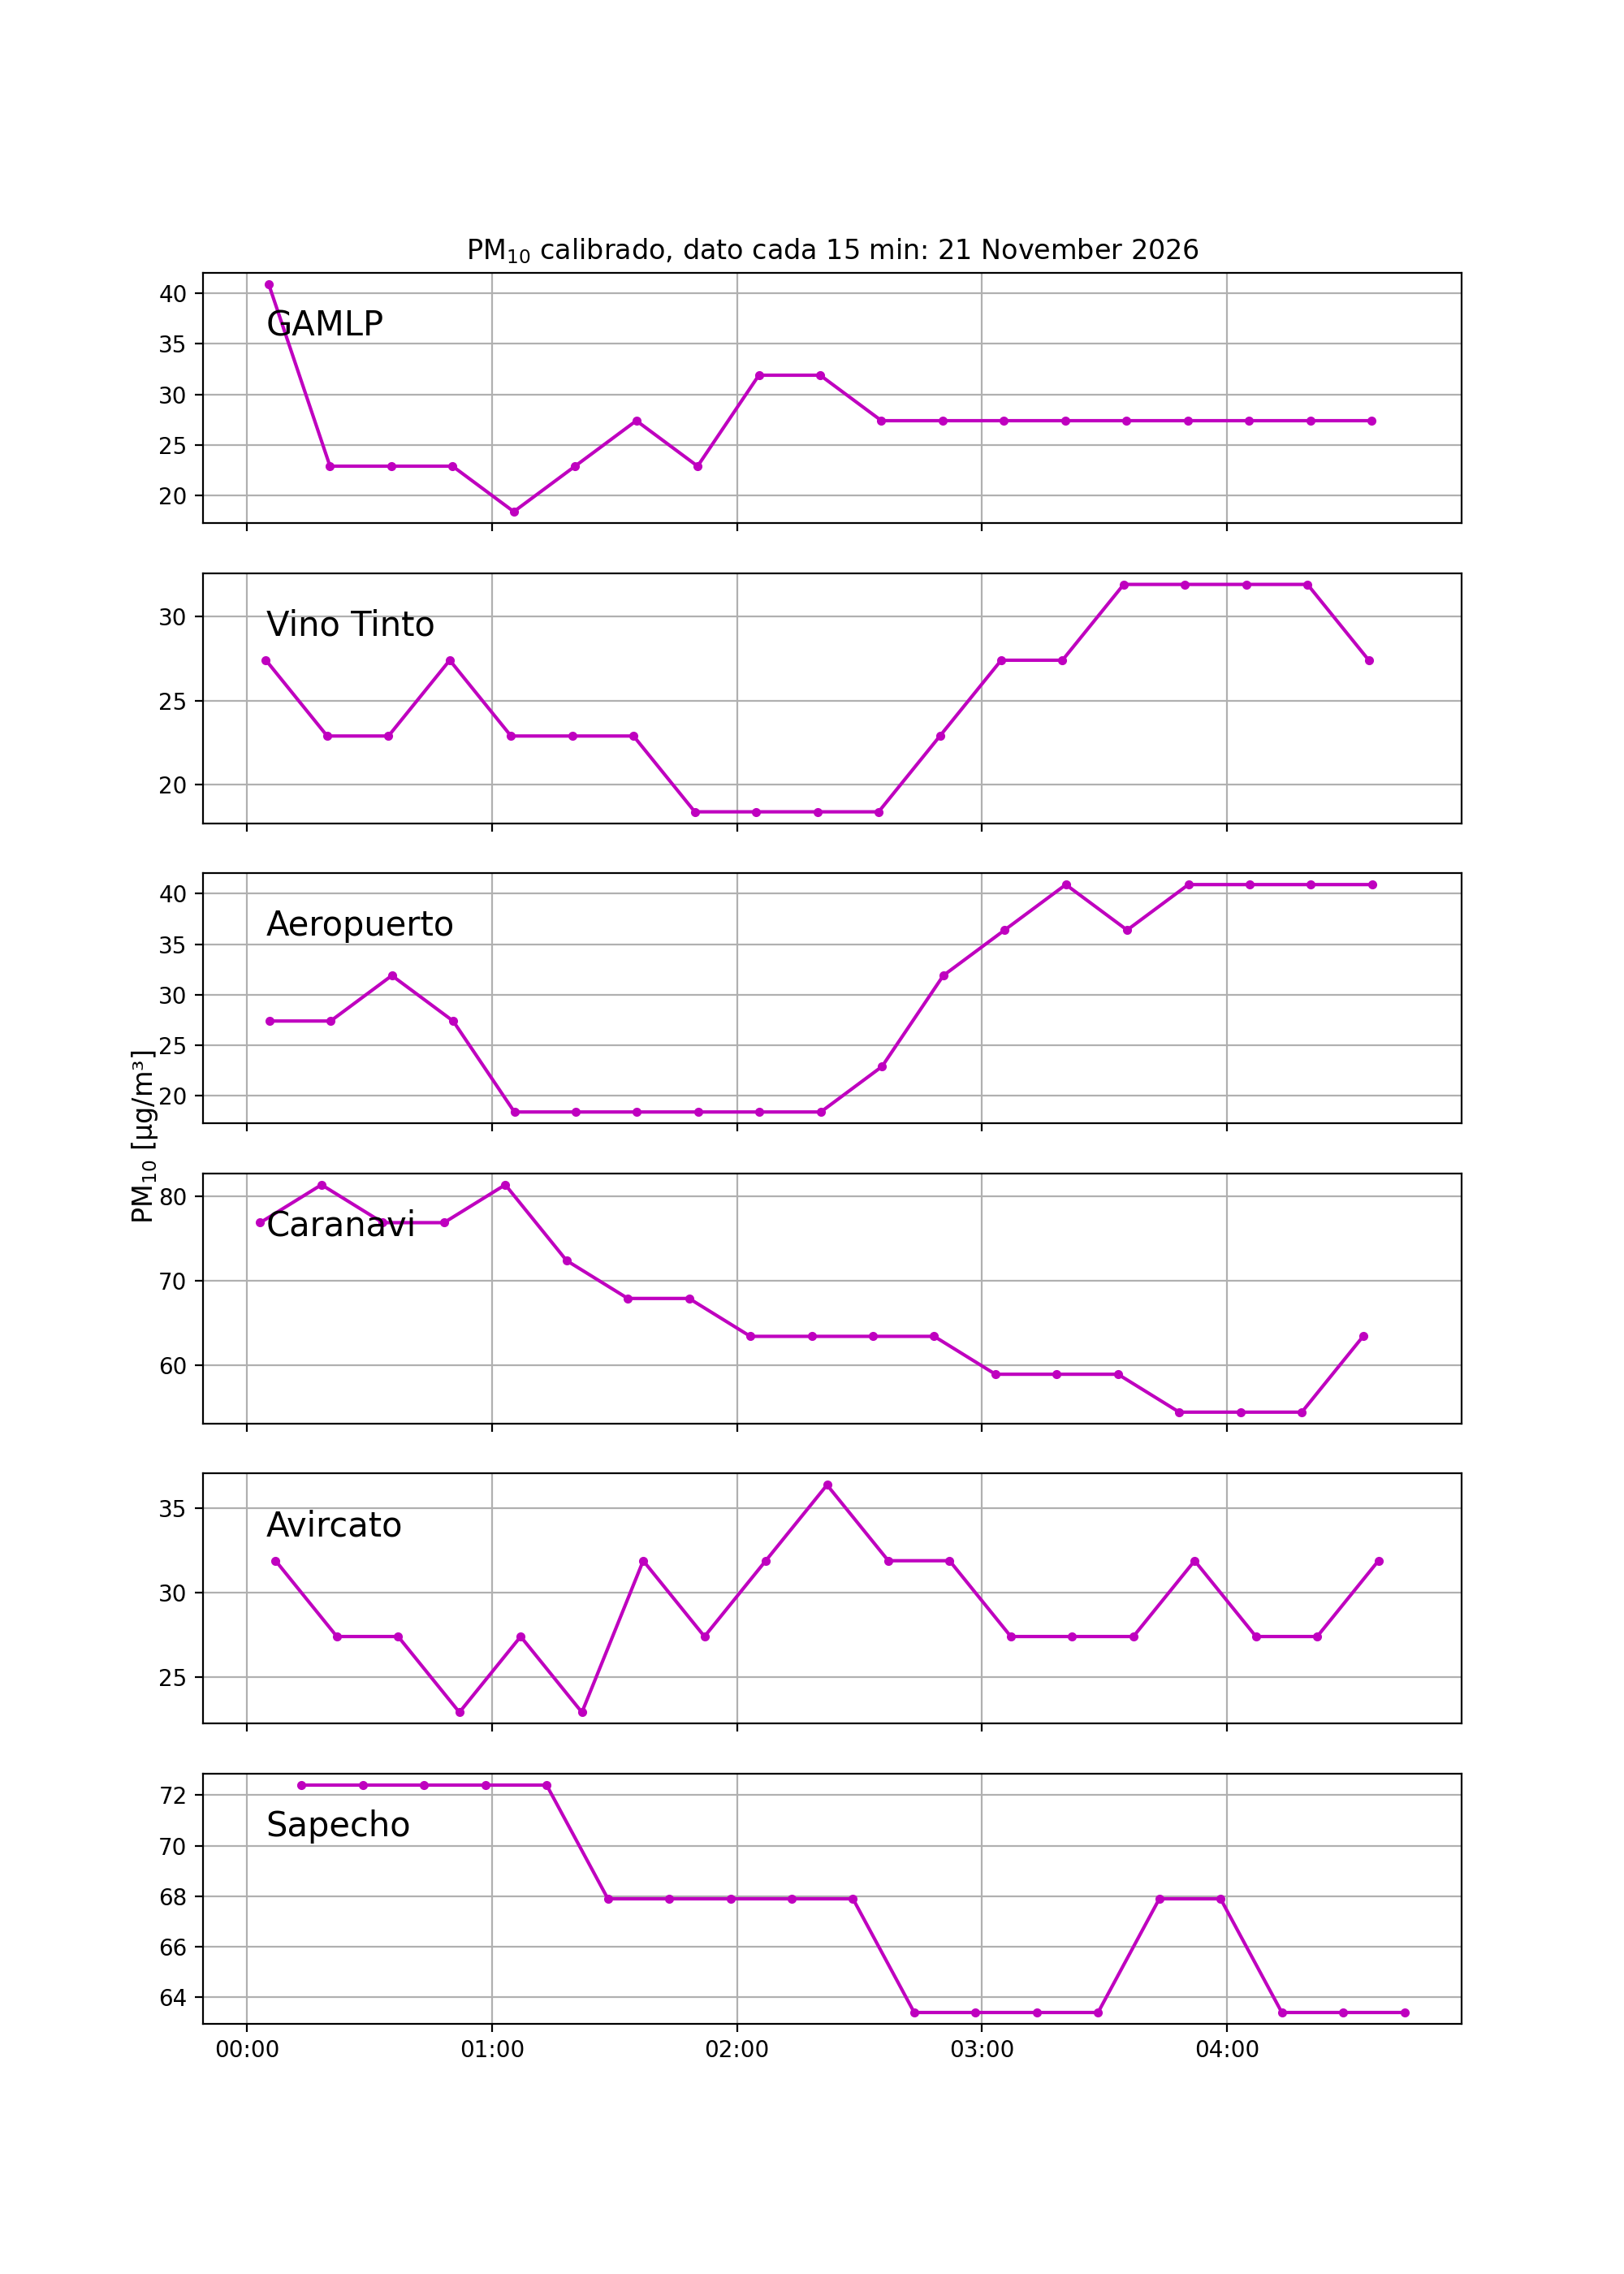 PM₁₀ calibrado, dato cada 15 min: 21 November 2026
40
35
30
25
20
GAMLP
30
25
20
Vino Tinto
40
35
30
25
20
Aeropuerto
PM₁₀ [µg/m³]
80
70
60
Caranavi
35
30
25
Avircato
72
70
68
66
64
Sapecho
00:00 01:00 02:00 03:00 04:00